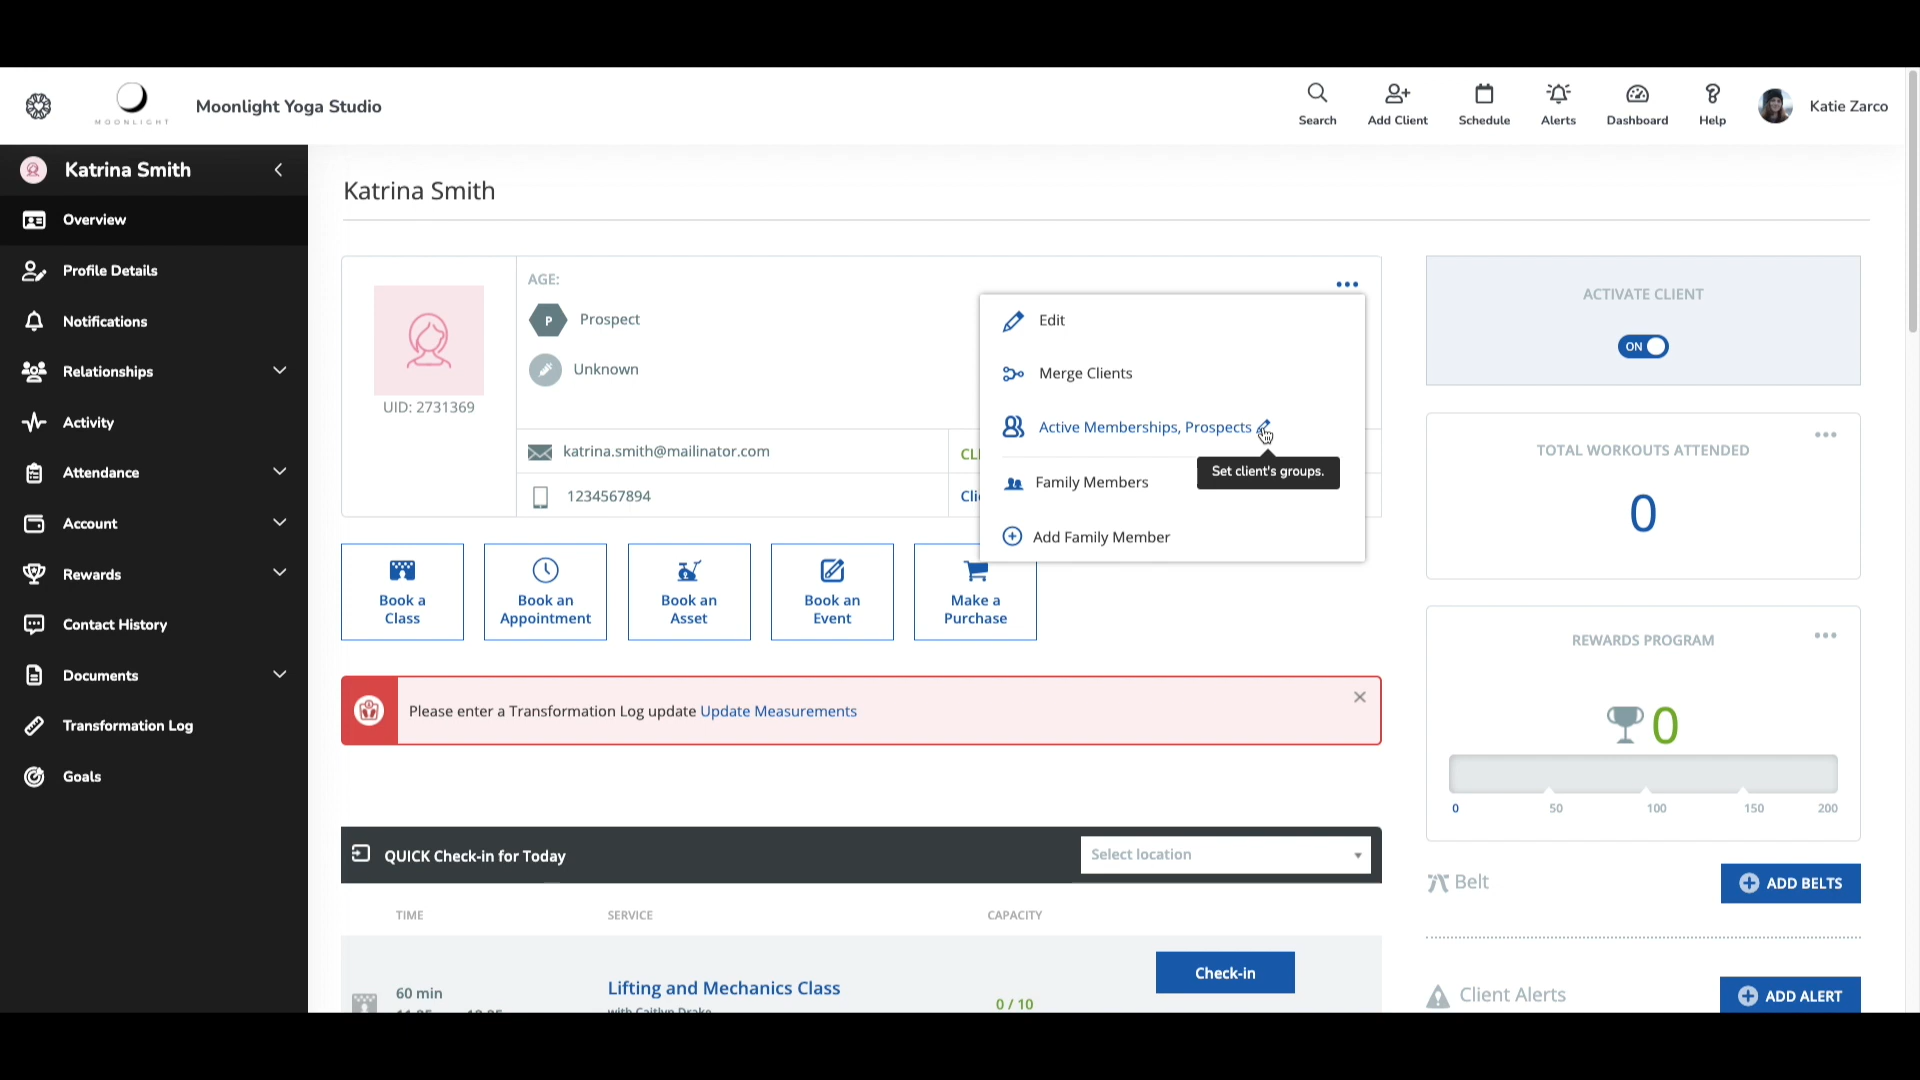 MOONLIGHT
Moonlight Yoga Studio
Search
Add Client
Schedule
Alerts
Dashboard
Help
Katie Zarco
Katrina Smith
Overview
Profile Details
Notifications
Relationships
Activity
Attendance
Account
Rewards
Contact History
Documents
Transformation Log
Goals
Katrina Smith
UID: 2731369
AGE:
P
Prospect
Unknown
katrina.smith@mailinator.com
1234567894
Edit
Merge Clients
Active Memberships, Prospects
Set client's groups.
Family Members
Add Family Member
Book a
Class
Book an
Appointment
Book an
Asset
Book an
Event
Make a
Purchase
Please enter a Transformation Log update Update Measurements
QUICK Check-in for Today
Select location
TIME
SERVICE
CAPACITY
60 min
Lifting and Mechanics Class
with Caitlyn Drake
0 / 10
Check-in
ACTIVATE CLIENT
ON
TOTAL WORKOUTS ATTENDED
0
REWARDS PROGRAM
0
0
50
100
150
200
Belt
ADD BELTS
Client Alerts
ADD ALERT